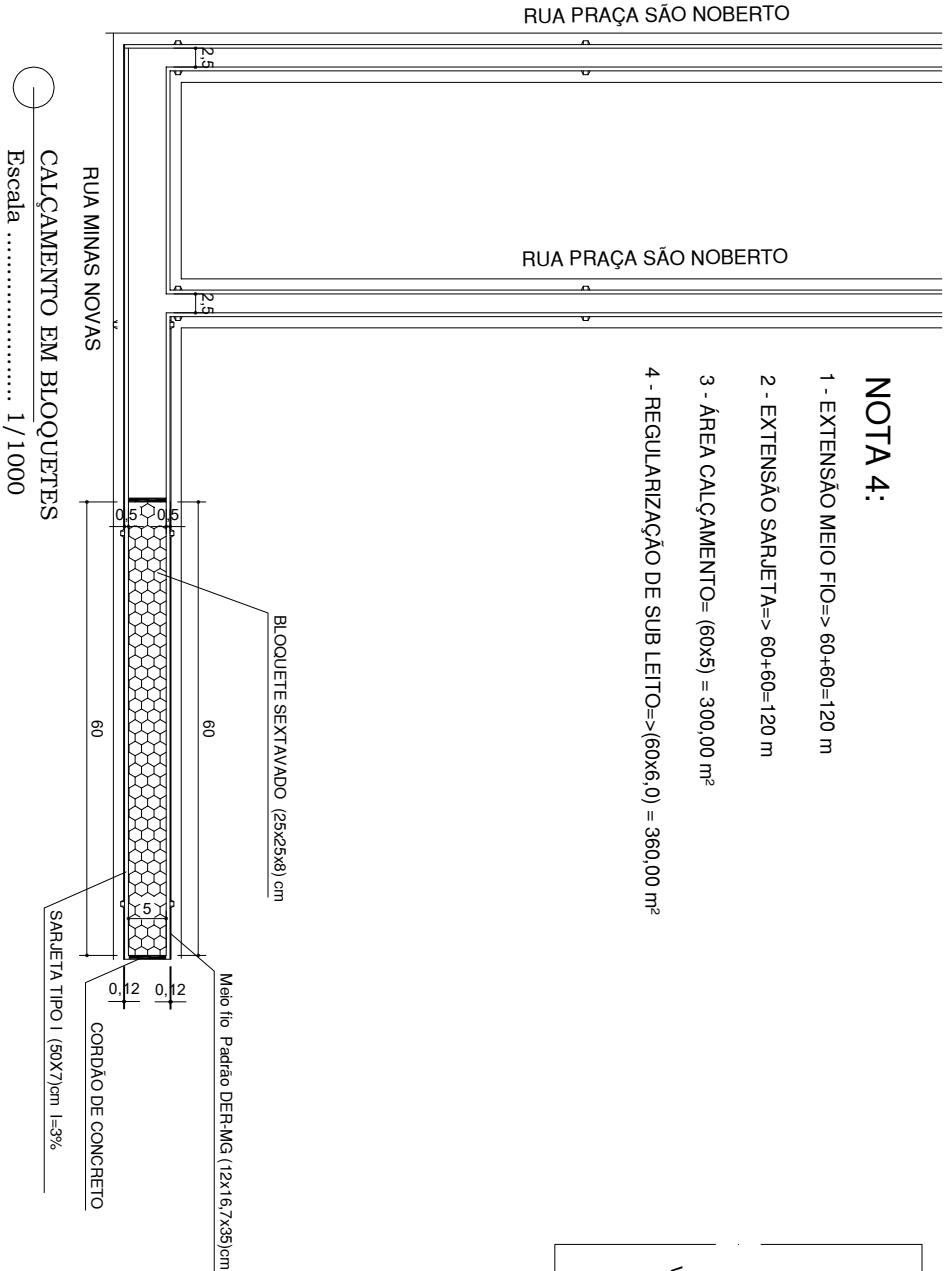 RUA PRAÇA SÃO NOBERTO
2,5
RUA PRAÇA SÃO NOBERTO
2,5
RUA MINAS NOVAS
CALÇAMENTO EM BLOQUETES
Escala .................. 1/1000
NOTA 4:
1 - EXTENSÃO MEIO FIO=> 60+60=120 m
2 - EXTENSÃO SARJETA=> 60+60=120 m
3 - ÁREA CALÇAMENTO= (60x5) = 300,00 m²
4 - REGULARIZAÇÃO DE SUB LEITO=>(60x6,0) = 360,00 m²
0,5
0,5
BLOQUETE SEXTAVADO (25x25x8) cm
60
60
5
0,12
0,12
Meio fio Padrão DER-MG (12x16,7x35)cm
CORDÃO DE CONCRETO
SARJETA TIPO I (50X7)cm I=3%